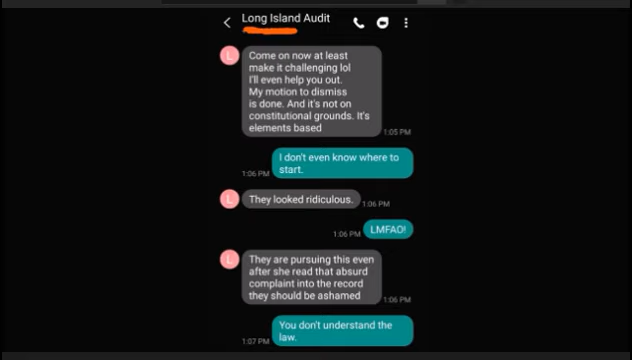 Long Island Audit
L
Come on now at least
make it challenging lol
I'll even help you out.
My motion to dismiss
is done. And it's not on
constitutional grounds. It's
elements based
1:05 PM
I don't even know where to
start.
1:06 PM
L
They looked ridiculous.
1:06 PM
1:06 PM
LMFAO!
L
They are pursuing this even
after she read that absurd
complaint into the record
they should be ashamed
1:06 PM
You don't understand the
law.
1:07 PM